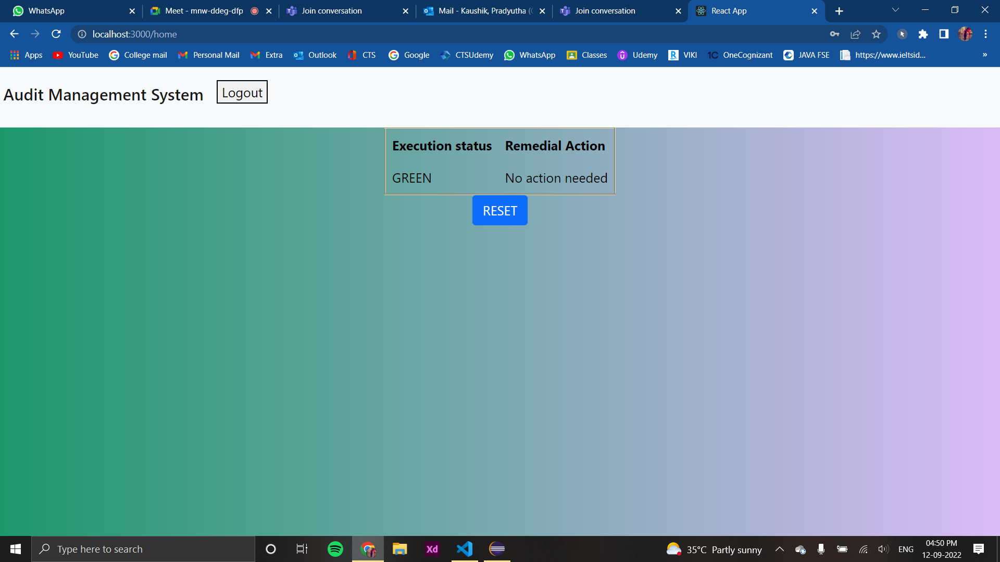 WhatsApp
Meet - mnw-ddeg-dfp
Join conversation
Mail - Kaushik, Pradyutha (
Join conversation
React App
localhost:3000/home
Apps
YouTube
College mail
Personal Mail
Extra
Outlook
CTS
Google
CTSUdemy
WhatsApp
Classes
Udemy
VIKI
OneCognizant
JAVA FSE
https://www.ieltsid...
»
Audit Management System
Logout
Execution status Remedial Action
GREEN No action needed
RESET
Type here to search
Xd
35°C Partly sunny
ENG
04:50 PM
12-09-2022